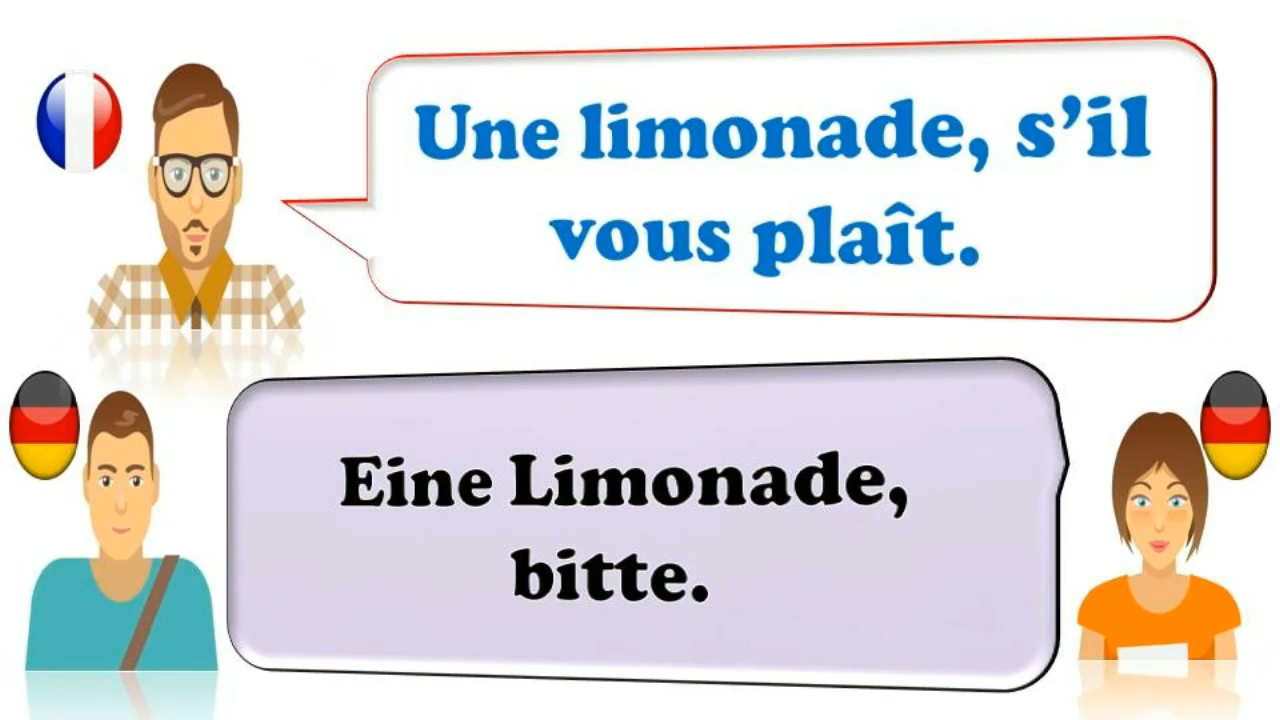 Une limonade, s’il
vous plaît.
Eine Limonade,
bitte.